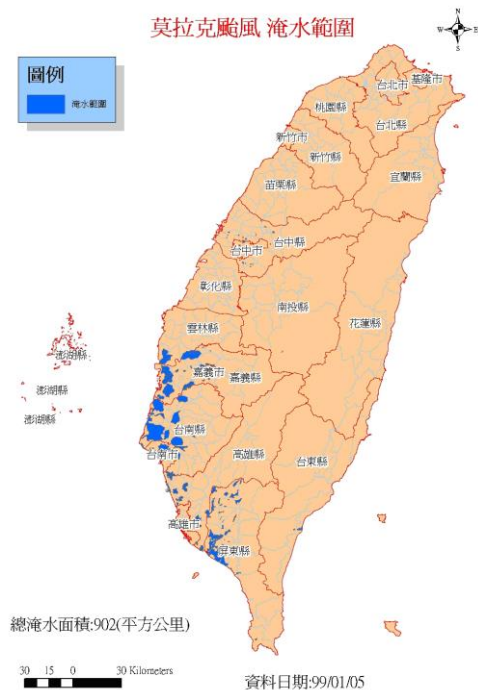 莫拉克颱風 淹水範圍
N
W E
S
圖例
淹水範圍
基隆市
台北市
桃園縣
台北縣
新竹市
新竹縣
宜蘭縣
苗栗縣
台中縣
台中市
彰化縣
南投縣
花蓮縣
雲林縣
澎湖縣
嘉義市
嘉義縣
澎湖縣
澎湖縣
台南縣
台南市
高雄縣
台東縣
高雄市
屏東縣
總淹水面積:902(平方公里)
30 15 0 30 Kilometers
資料日期:99/01/05